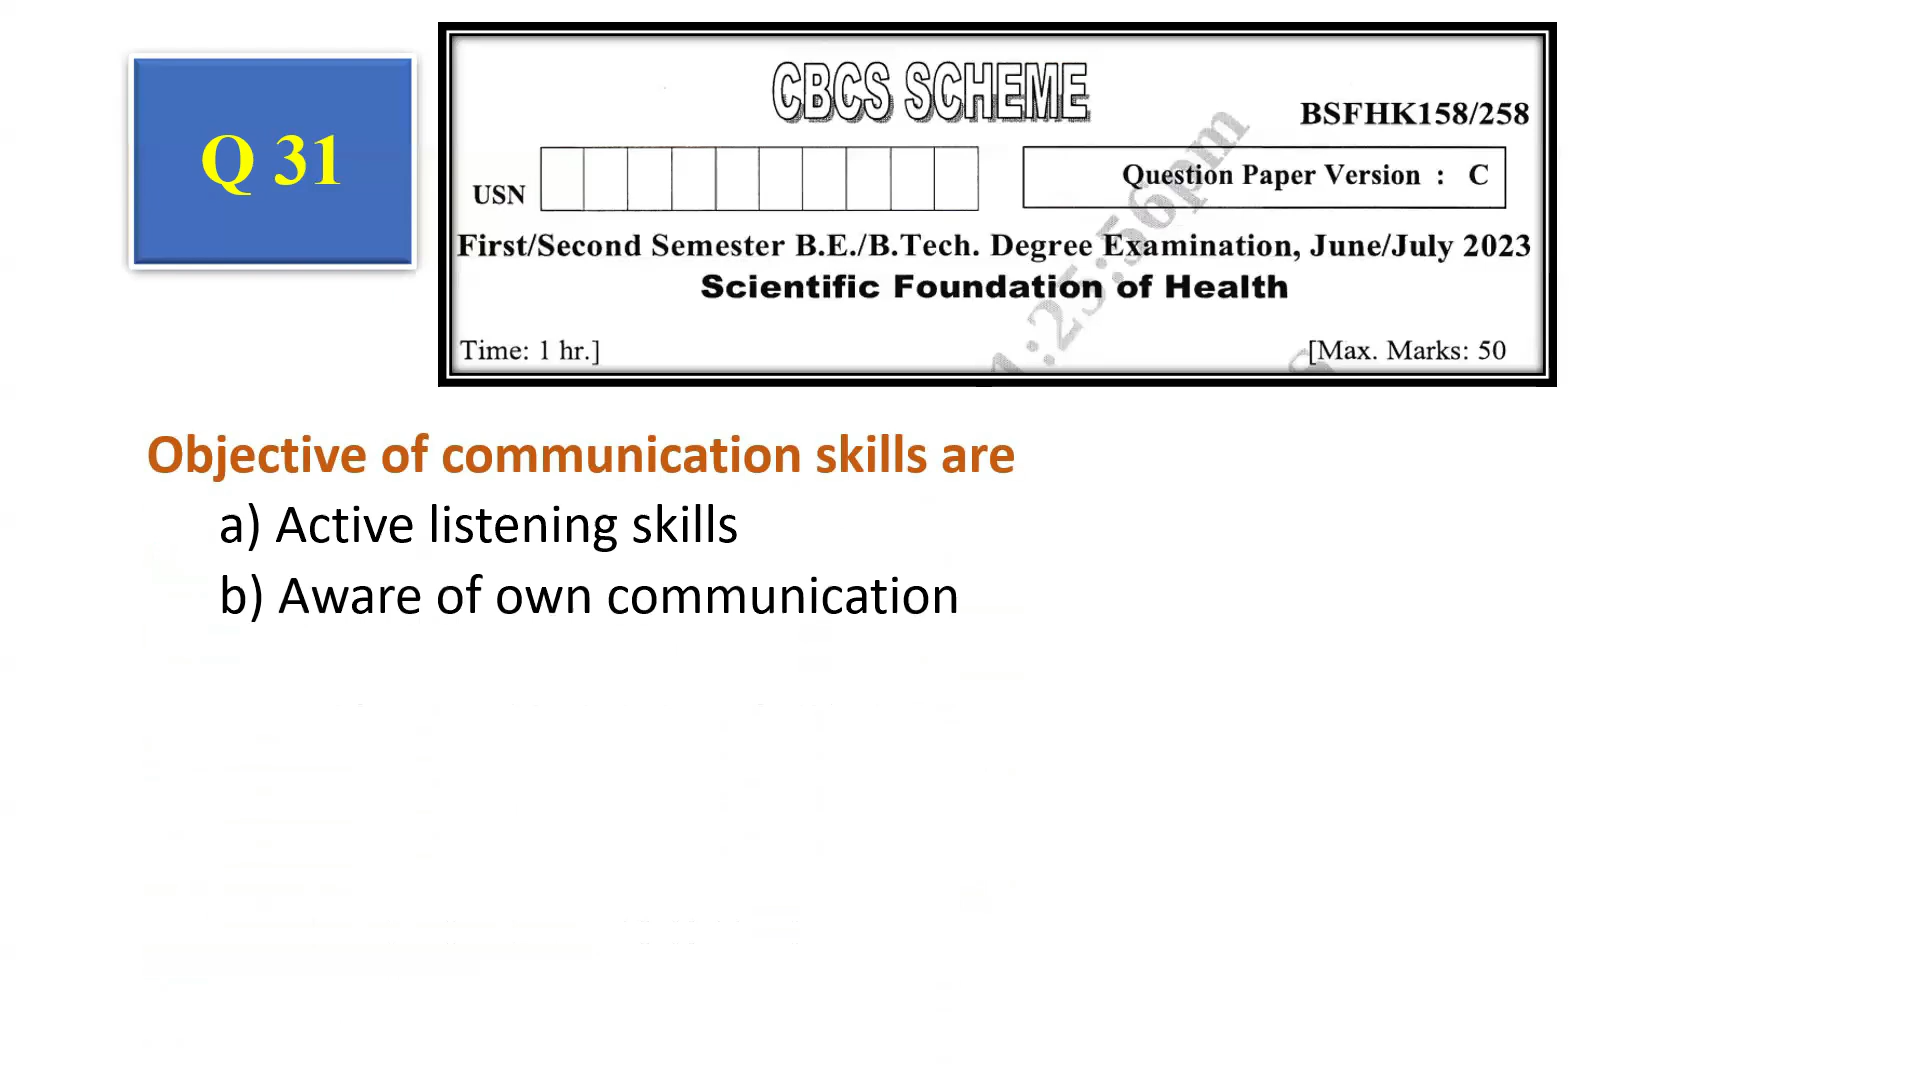 Q 31
CBCS SCHEME
BSFHK158/258
USN
Question Paper Version : C
First/Second Semester B.E./B.Tech. Degree Examination, June/July 2023
Scientific Foundation of Health
Time: 1 hr.]
[Max. Marks: 50
Objective of communication skills are
a) Active listening skills
b) Aware of own communication